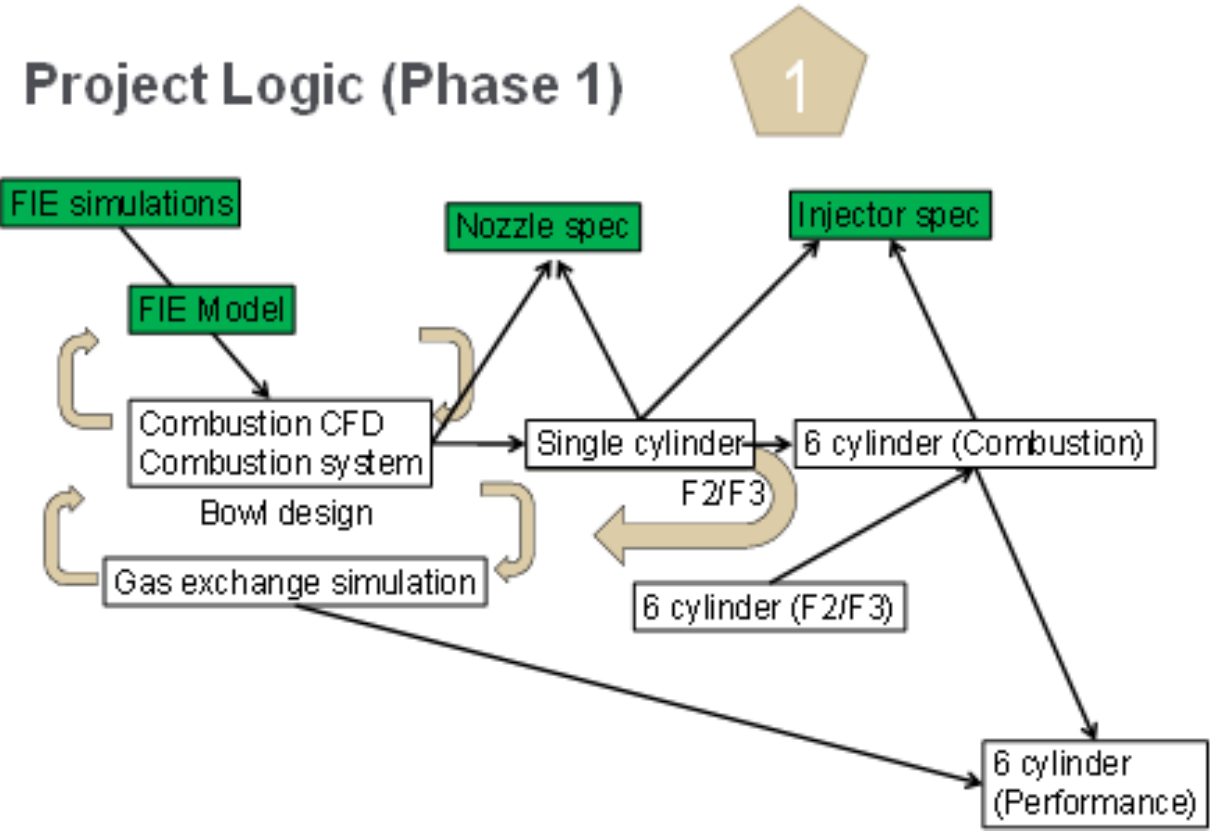 Project Logic (Phase 1)
1
FIE simulations
Nozzle spec
Injector spec
FIE Model
Combustion CFD
Combustion system
Single cylinder
6 cylinder (Combustion)
F2/F3
Bowl design
Gas exchange simulation
6 cylinder (F2/F3)
6 cylinder
(Performance)